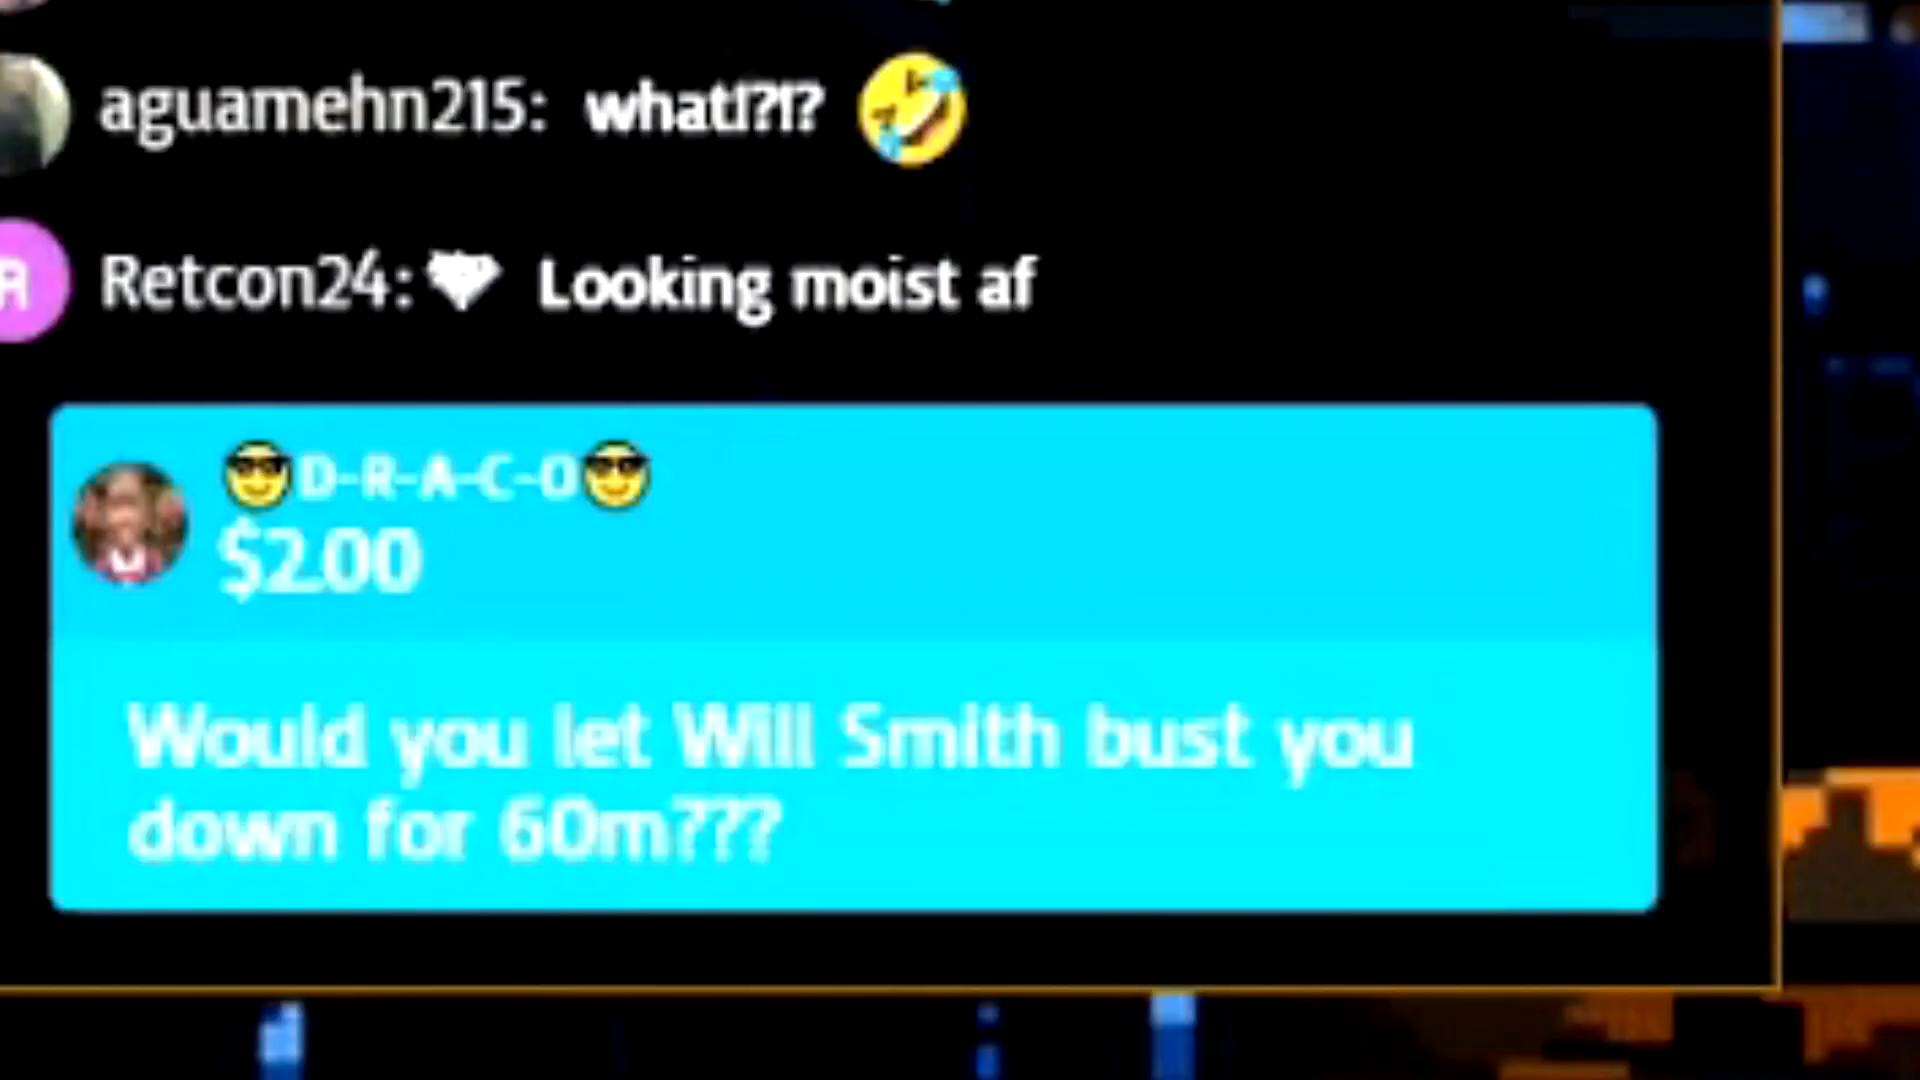 aguamehn215: what!?!? 🤣
R Retcon24: Looking moist af
😎D-R-A-C-O😎
$2.00
Would you let Will Smith bust you
down for 60m???